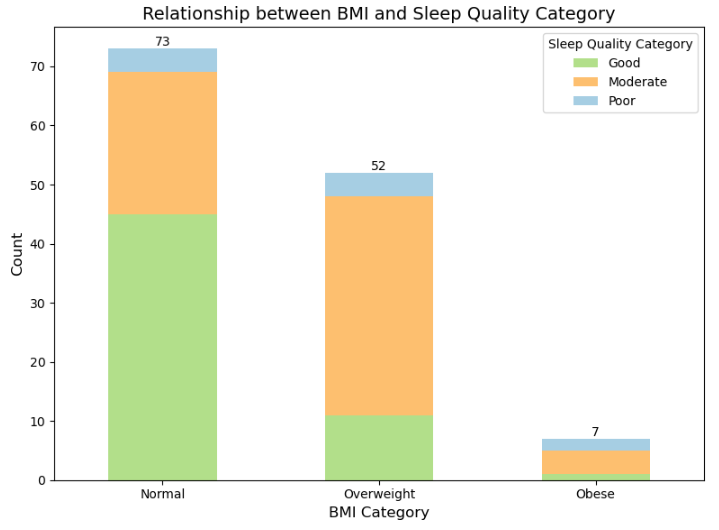 Relationship between BMI and Sleep Quality Category
Sleep Quality Category
Good
Moderate
Poor
73
52
7
Count
70
60
50
40
30
20
10
0
Normal
Overweight
Obese
BMI Category